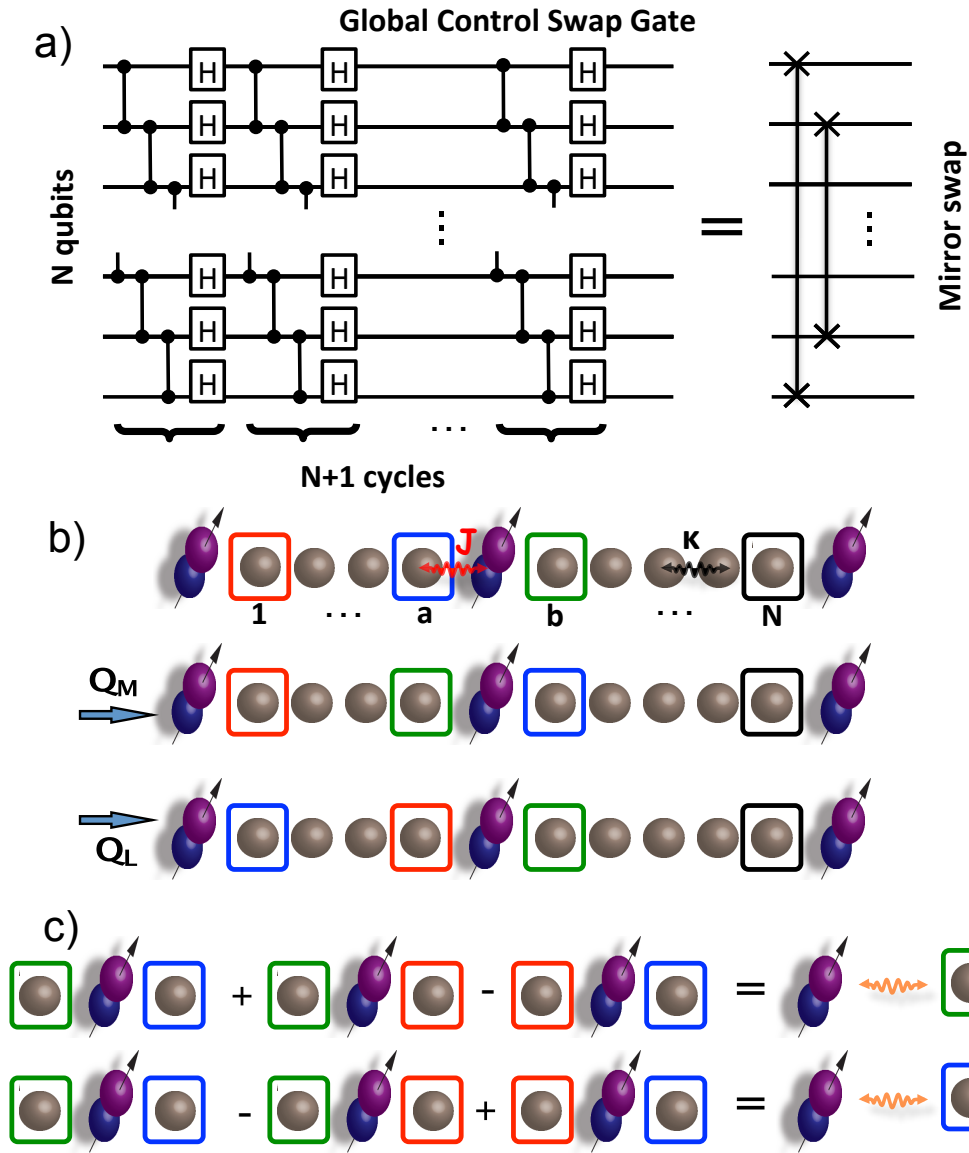 a)
Global Control Swap Gate
H H H
H H H
H H H
N qubits
⋮ = ⋮
Mirror swap
H H H
H H H
H H H
...
N+1 cycles
b)
J K
1 ... a b ... N
Q_M
Q_L
c)
+ - =
- + =